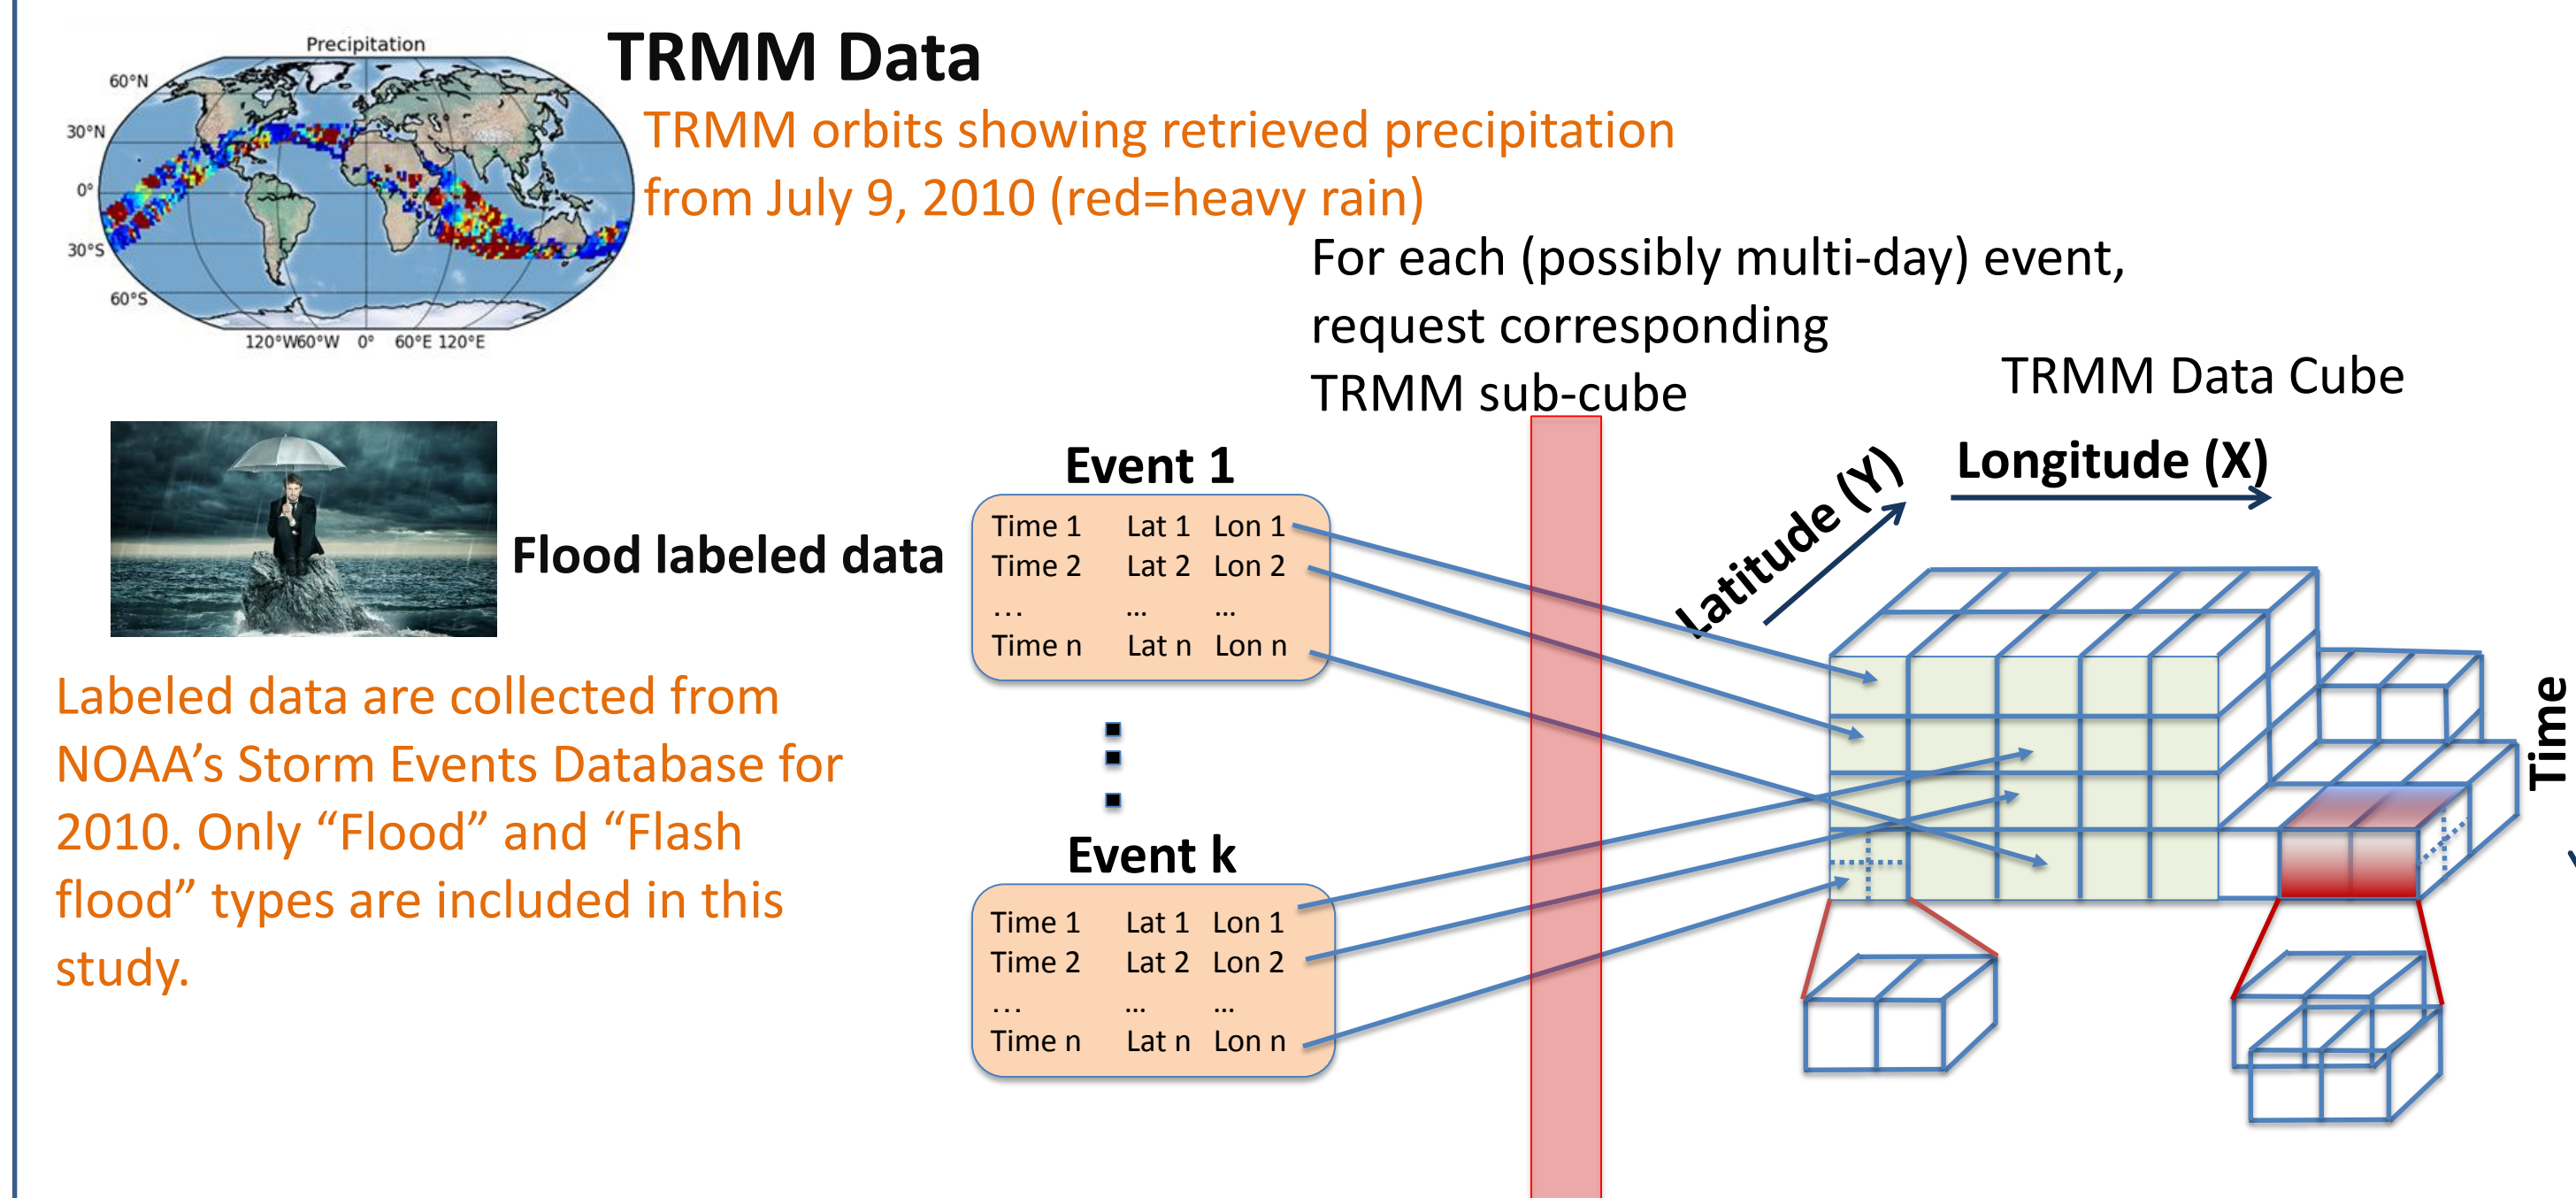 Precipitation
60°N
30°N
0°
30°S
60°S
120°W60°W 0° 60°E 120°E
TRMM Data
TRMM orbits showing retrieved precipitation
from July 9, 2010 (red=heavy rain)
For each (possibly multi-day) event,
request corresponding
TRMM sub-cube
TRMM Data Cube
Longitude (X)
Latitude (Y)
Time
Flood labeled data
Labeled data are collected from
NOAA’s Storm Events Database for
2010. Only “Flood” and “Flash
flood” types are included in this
study.
Event 1
Time 1 Lat 1 Lon 1
Time 2 Lat 2 Lon 2
... ... ...
Time n Lat n Lon n
Event k
Time 1 Lat 1 Lon 1
Time 2 Lat 2 Lon 2
... ... ...
Time n Lat n Lon n